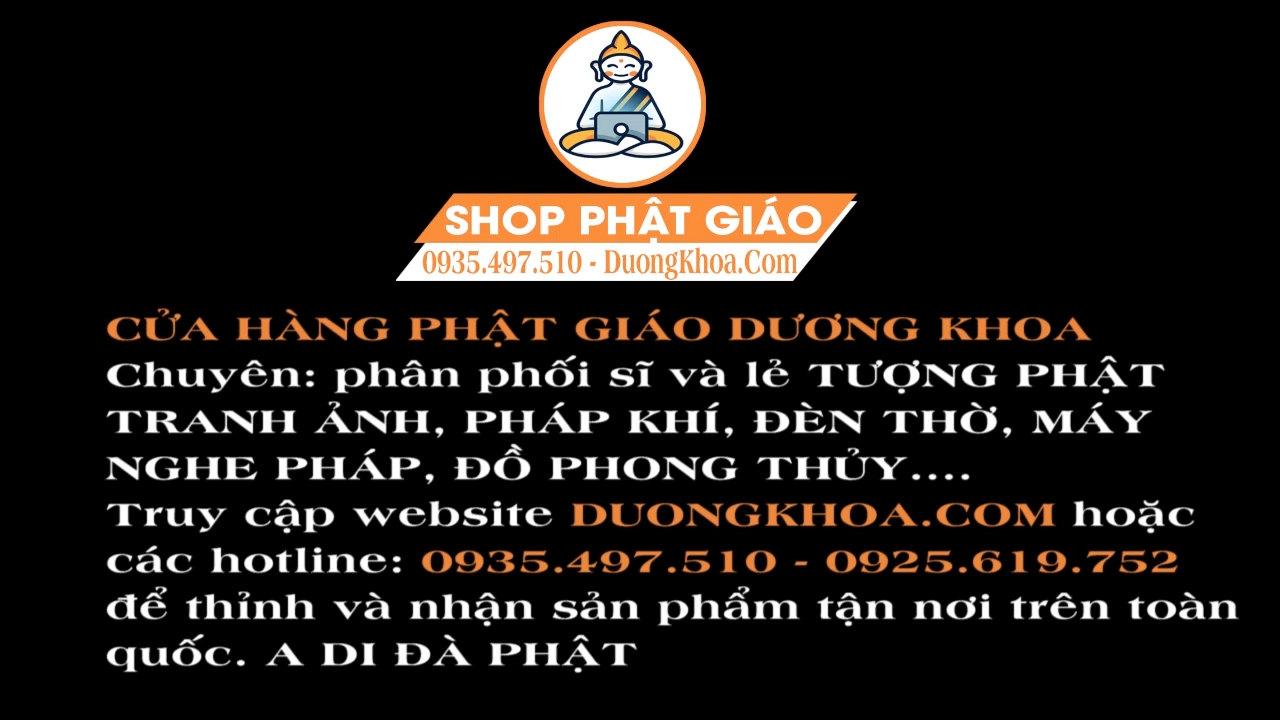 SHOP PHẬT GIÁO
0935.497.510 - DuongKhoa.Com
CỬA HÀNG PHẬT GIÁO DƯƠNG KHOA
Chuyên: phân phối sĩ và lẻ TƯỢNG PHẬT
TRANH ẢNH, PHÁP KHÍ, ĐÈN THỜ, MÁY
NGHE PHÁP, ĐỒ PHONG THỦY....
Truy cập website DUONGKHOA.COM hoặc
các hotline: 0935.497.510 - 0925.619.752
để thỉnh và nhận sản phẩm tận nơi trên toàn
quốc. A DI ĐÀ PHẬT